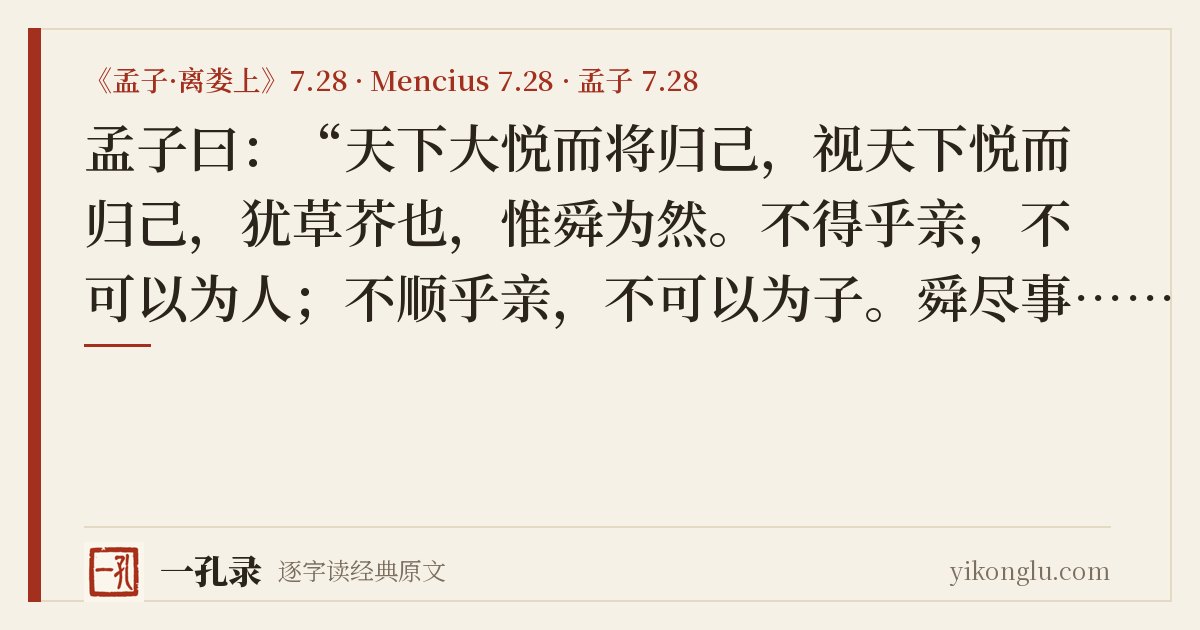 《孟子·离娄上》7.28 · Mencius 7.28 · 孟子 7.28
孟子曰：“天下大悦而将归己，视天下悦而
归己，犹草芥也，惟舜为然。不得乎亲，不
可以为人；不顺乎亲，不可以为子。舜尽事……
一孔
一孔录 逐字读经典原文 yikonglu.com